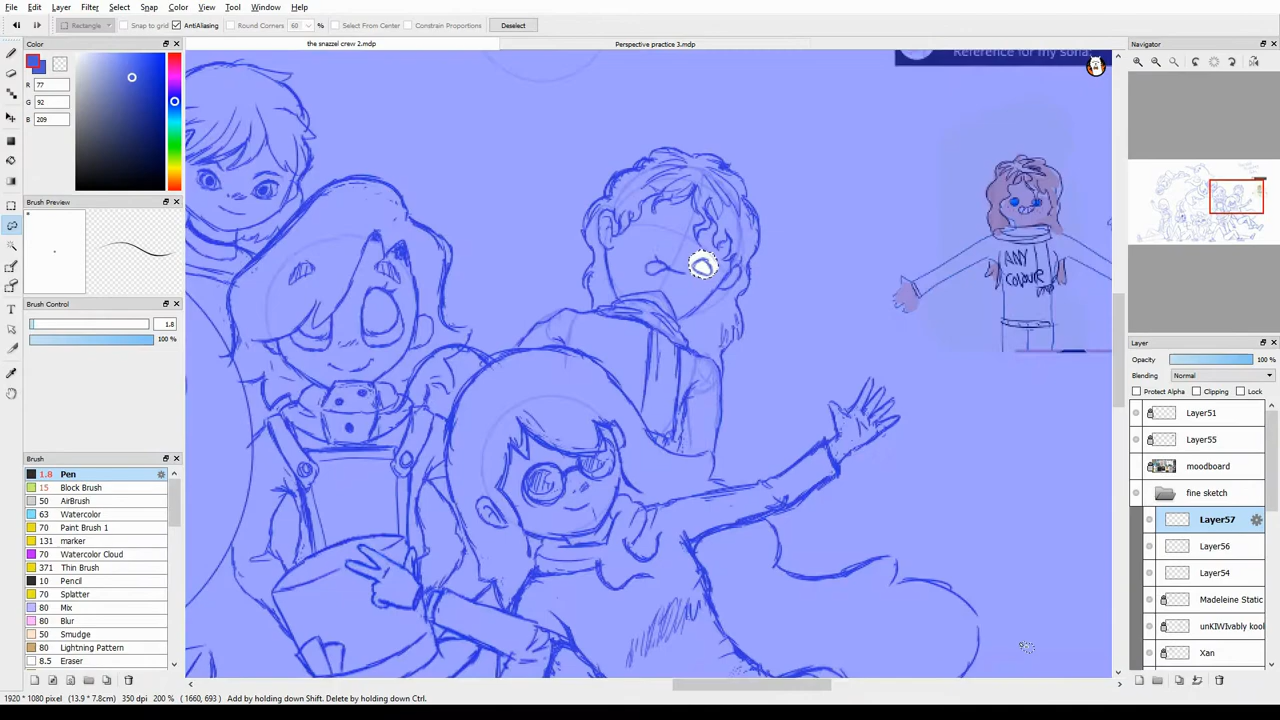 File Edit Layer Filter Select Snap Color View Tool Window Help
Rectangle Snap to grid AntiAliasing Round Corners 60 % Select From Center Constrain Proportions Deselect
Color
the snazzel crew 2.mdp
Perspective practice 3.mdp
Navigator
Reference for my sona.
R 77
G 92
B 209
Brush Preview
Brush Control
1.8
100 %
Brush
1.8 Pen
15 Block Brush
50 AirBrush
63 Watercolor
70 Paint Brush 1
131 marker
70 Watercolor Cloud
371 Thin Brush
10 Pencil
70 Splatter
80 Mix
80 Blur
50 Smudge
80 Lightning Pattern
8.5 Eraser
ANY
COLOURE
Layer
Opacity 100 %
Blending Normal
Protect Alpha Clipping Lock
Layer51
Layer55
moodboard
fine sketch
Layer57
Layer56
Layer54
Madeleine Static
unKIWIvably kool
Xan
1920 * 1080 pixel (13.9 * 7.8cm) 350 dpi 200 % (1660, 693) Add by holding down Shift. Delete by holding down Ctrl.